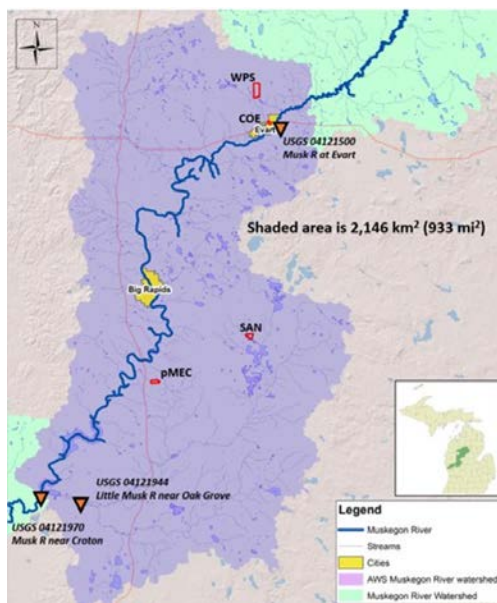 N
WPS
COE
Evart
USGS 04121500
Musk R at Evart
Shaded area is 2,146 km² (933 mi²)
Big Rapids
SAN
pMEC
USGS 04121944
Little Musk R near Oak Grove
USGS 04121970
Musk R near Croton
Legend
Muskegon River
Streams
Cities
AWS Muskegon River watershed
Muskegon River Watershed